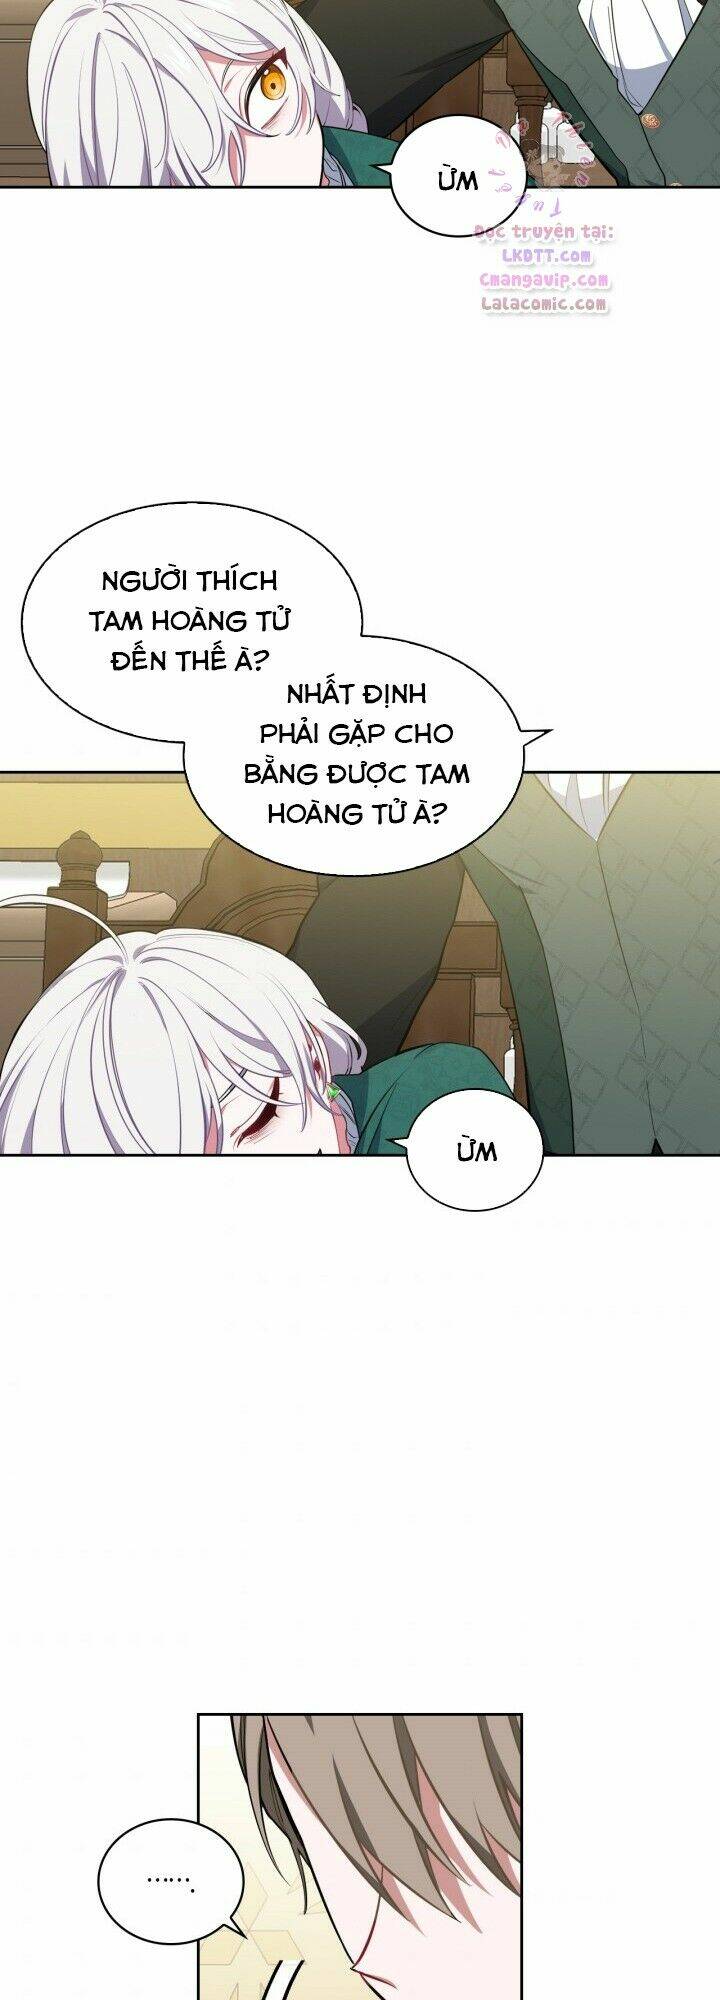 ỪM
Đọc truyện tại:
LKDTT.com
Cmangavip.com
Lalacomic.com
NGƯỜI THÍCH
TAM HOÀNG TỬ
ĐẾN THẾ À?
NHẤT ĐỊNH
PHẢI GẶP CHO
BẰNG ĐƯỢC TAM
HOÀNG TỬ À?
ỪM
.......